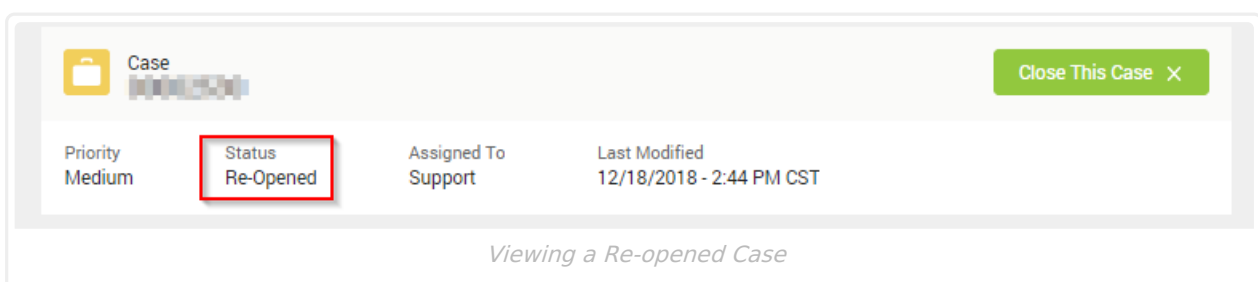 Case
Close This Case
Priority Status Assigned To Last Modified
Medium Re-Opened Support 12/18/2018 - 2:44 PM CST
Viewing a Re-opened Case